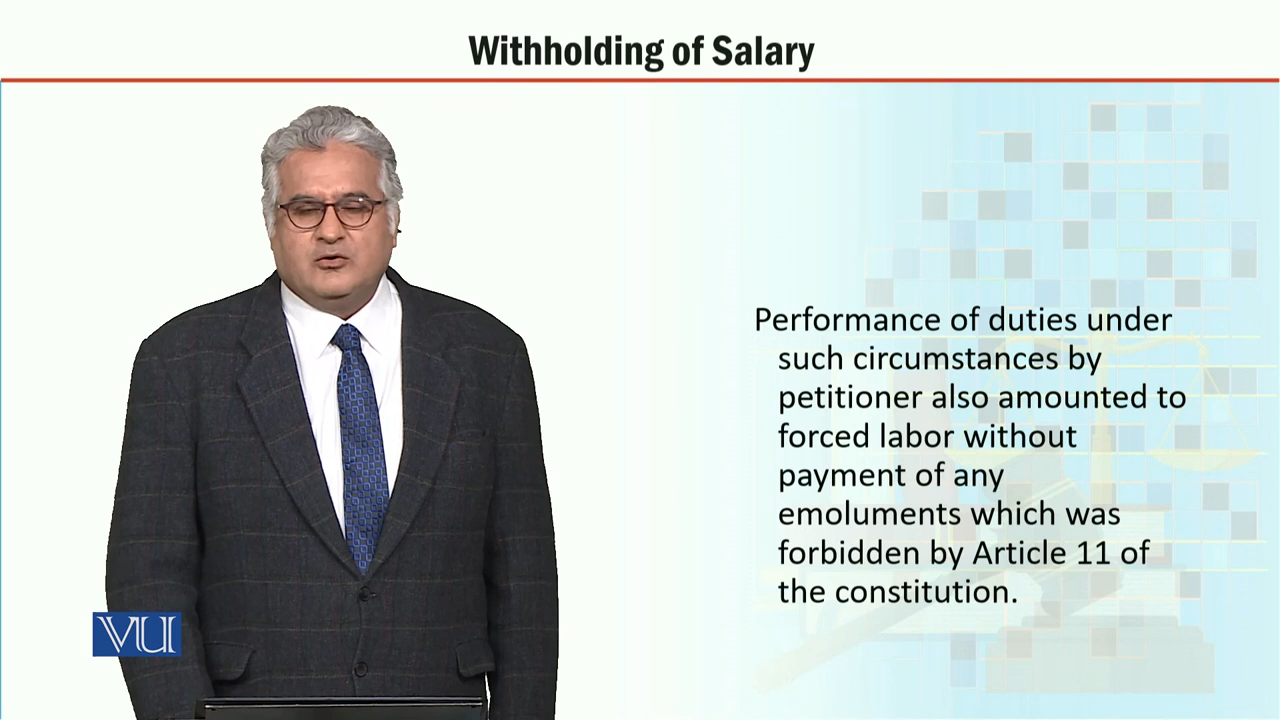 Withholding of Salary
Performance of duties under
such circumstances by
petitioner also amounted to
forced labor without
payment of any
emoluments which was
forbidden by Article 11 of
the constitution.
VU